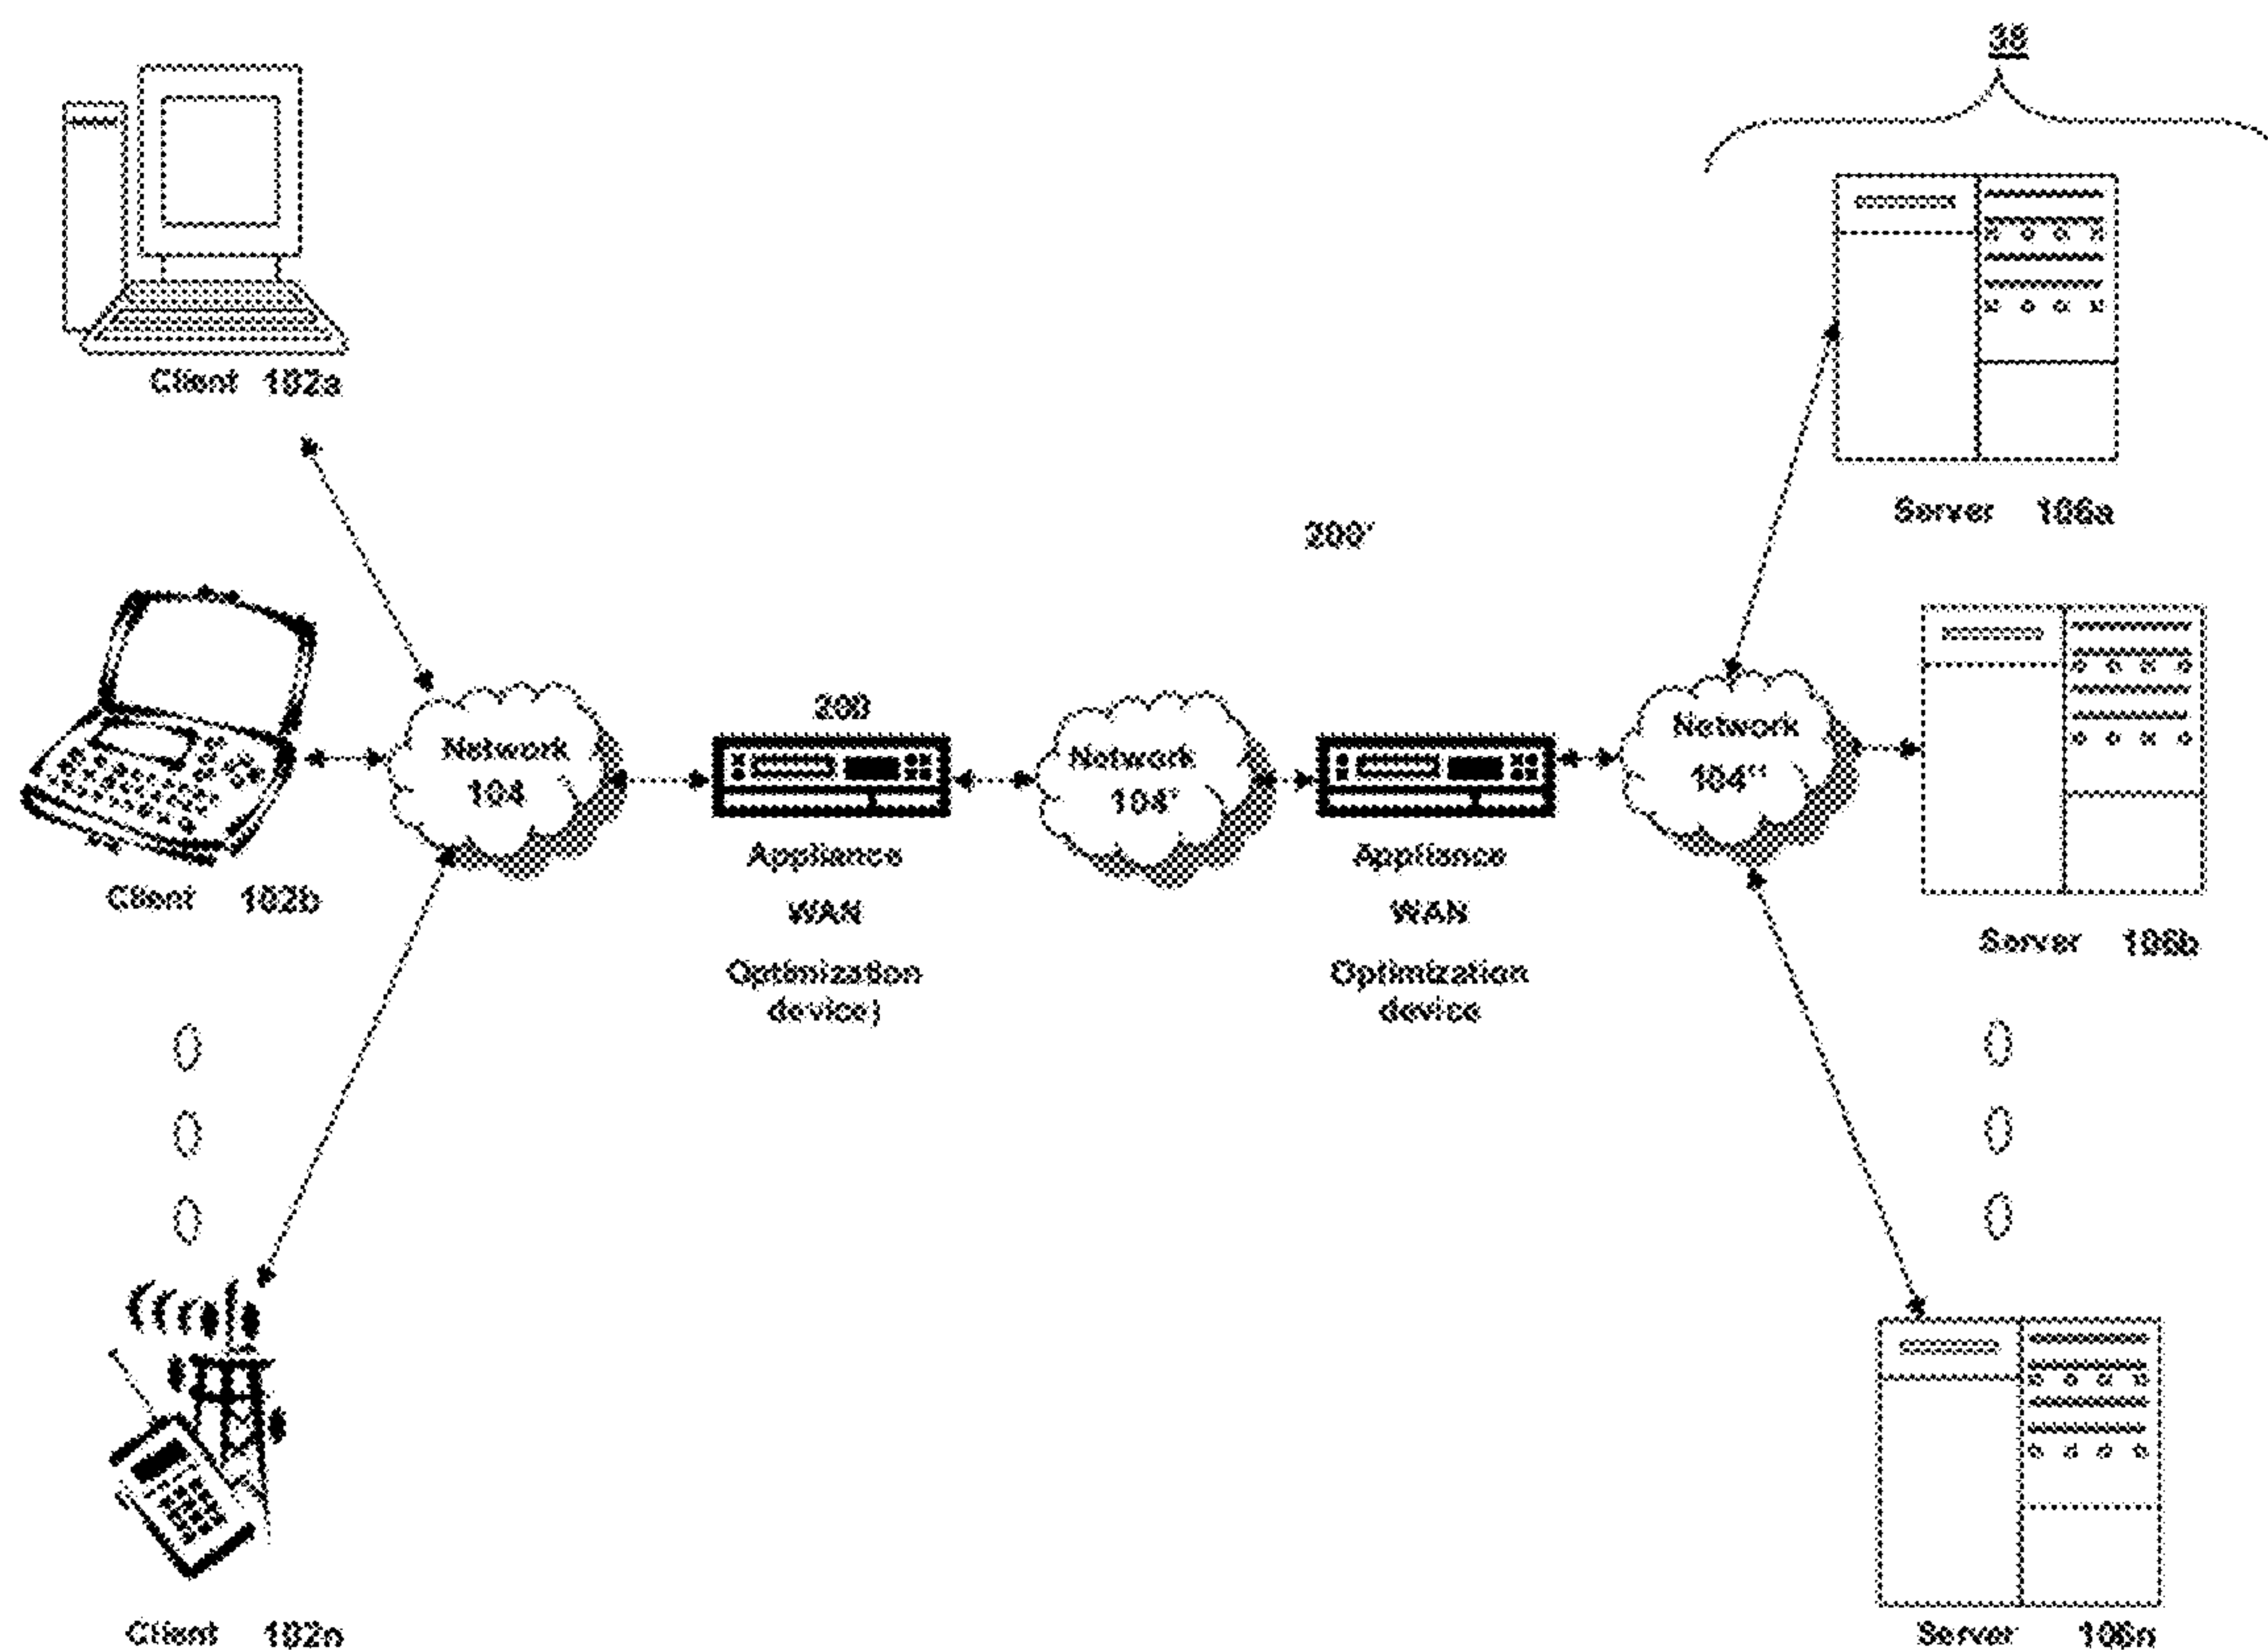 38
Client 102a
Server 106a
200'
200
Network
104
Network
104'
Network
104''
Appliance
WAN
Optimization
device)
Appliance
WAN
Optimization
device
Client 102b
Server 106b
Client 102n
Server 106n